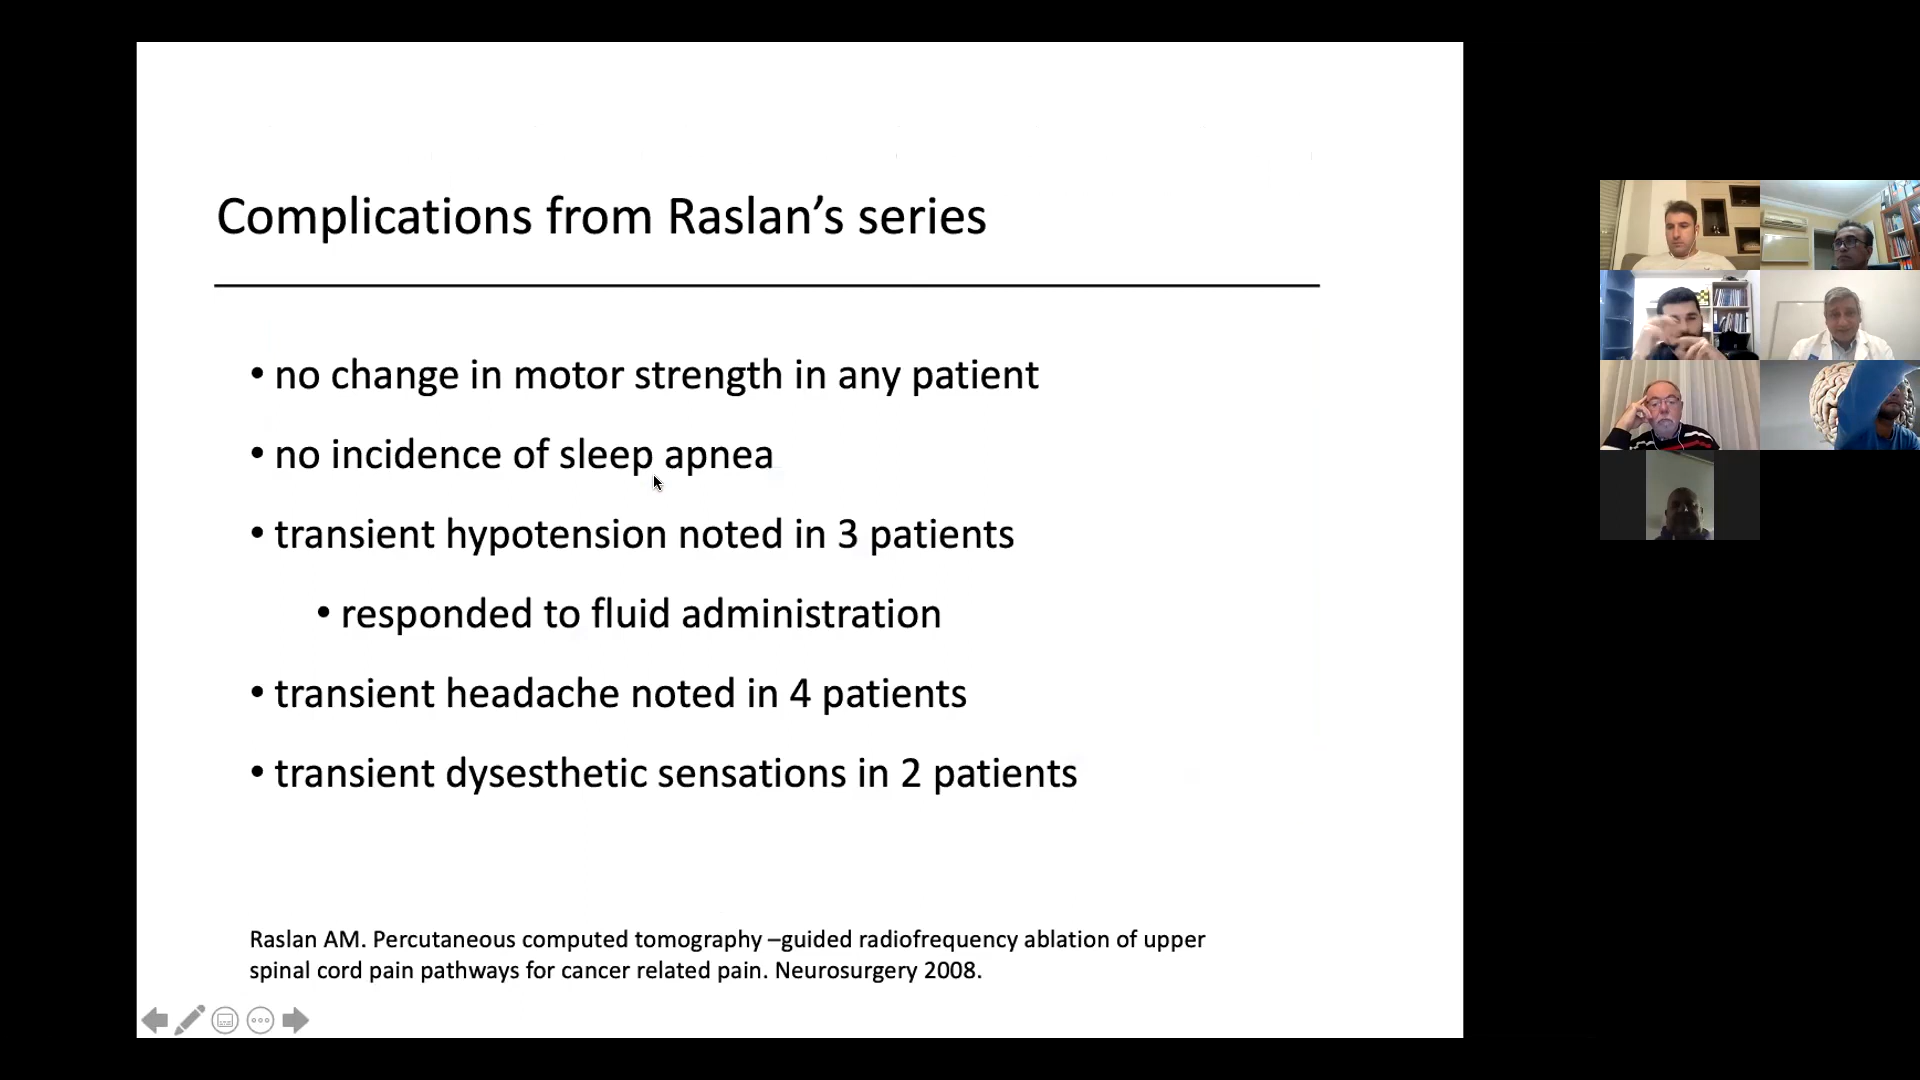 Complications from Raslan’s series
• no change in motor strength in any patient
• no incidence of sleep apnea
• transient hypotension noted in 3 patients
• responded to fluid administration
• transient headache noted in 4 patients
• transient dysesthetic sensations in 2 patients
Raslan AM. Percutaneous computed tomography –guided radiofrequency ablation of upper
spinal cord pain pathways for cancer related pain. Neurosurgery 2008.